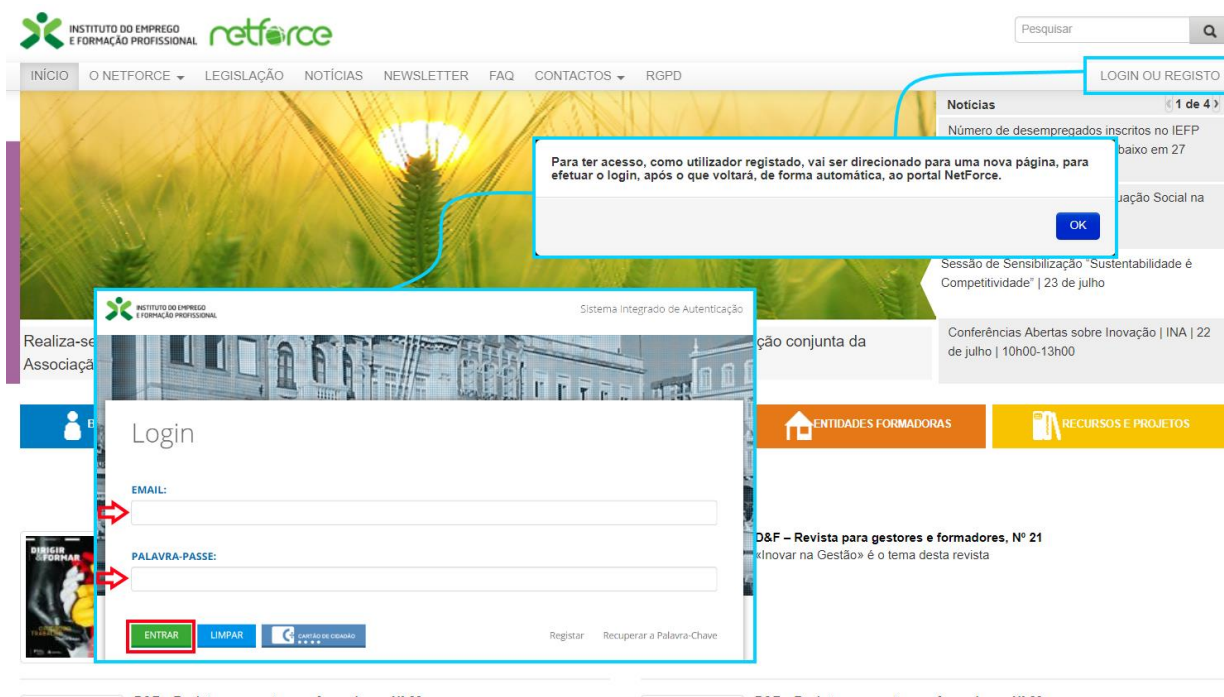 INSTITUTO DO EMPREGO
E FORMAÇÃO PROFISSIONAL
netforce
Pesquisar
INÍCIO O NETFORCE LEGISLAÇÃO NOTÍCIAS NEWSLETTER FAQ CONTACTOS RGPD LOGIN OU REGISTO
Notícias 1 de 4
Número de desempregados inscritos no IEFP
baixo em 27
Para ter acesso, como utilizador registado, vai ser direcionado para uma nova página, para
efetuar o login, após o que voltará, de forma automática, ao portal NetForce.
Social na
OK
Sessão de Sensibilização "Sustentabilidade é
Competitividade" | 23 de julho
Conferências Abertas sobre Inovação | INA | 22
de julho | 10h00-13h00
Realiza-se
conjunta da
INSTITUTO DO EMPREGO
E FORMAÇÃO PROFISSIONAL
Sistema Integrado de Autenticação
ENTIDADES FORMADORAS
RECURSOS E PROJETOS
Login
EMAIL:
PALAVRA-PASSE:
ENTRAR LIMPAR CARTÃO DE CIDADÃO Registar Recuperar a Palavra-Chave
DIRIGIR
&FORMAR
D&F – Revista para gestores e formadores, Nº 21
«Inovar na Gestão» é o tema desta revista